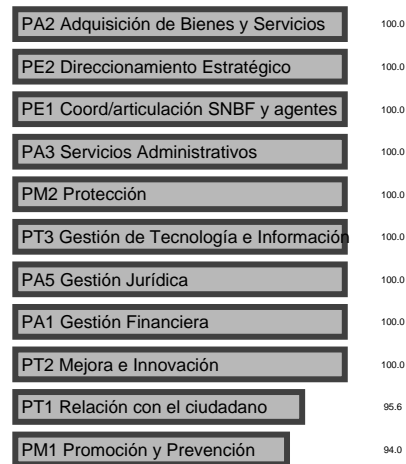 PA2 Adquisición de Bienes y Servicios 100.0
PE2 Direccionamiento Estratégico 100.0
PE1 Coord/articulación SNBF y agentes 100.0
PA3 Servicios Administrativos 100.0
PM2 Protección 100.0
PT3 Gestión de Tecnología e Información 100.0
PA5 Gestión Jurídica 100.0
PA1 Gestión Financiera 100.0
PT2 Mejora e Innovación 100.0
PT1 Relación con el ciudadano 95.6
PM1 Promoción y Prevención 94.0